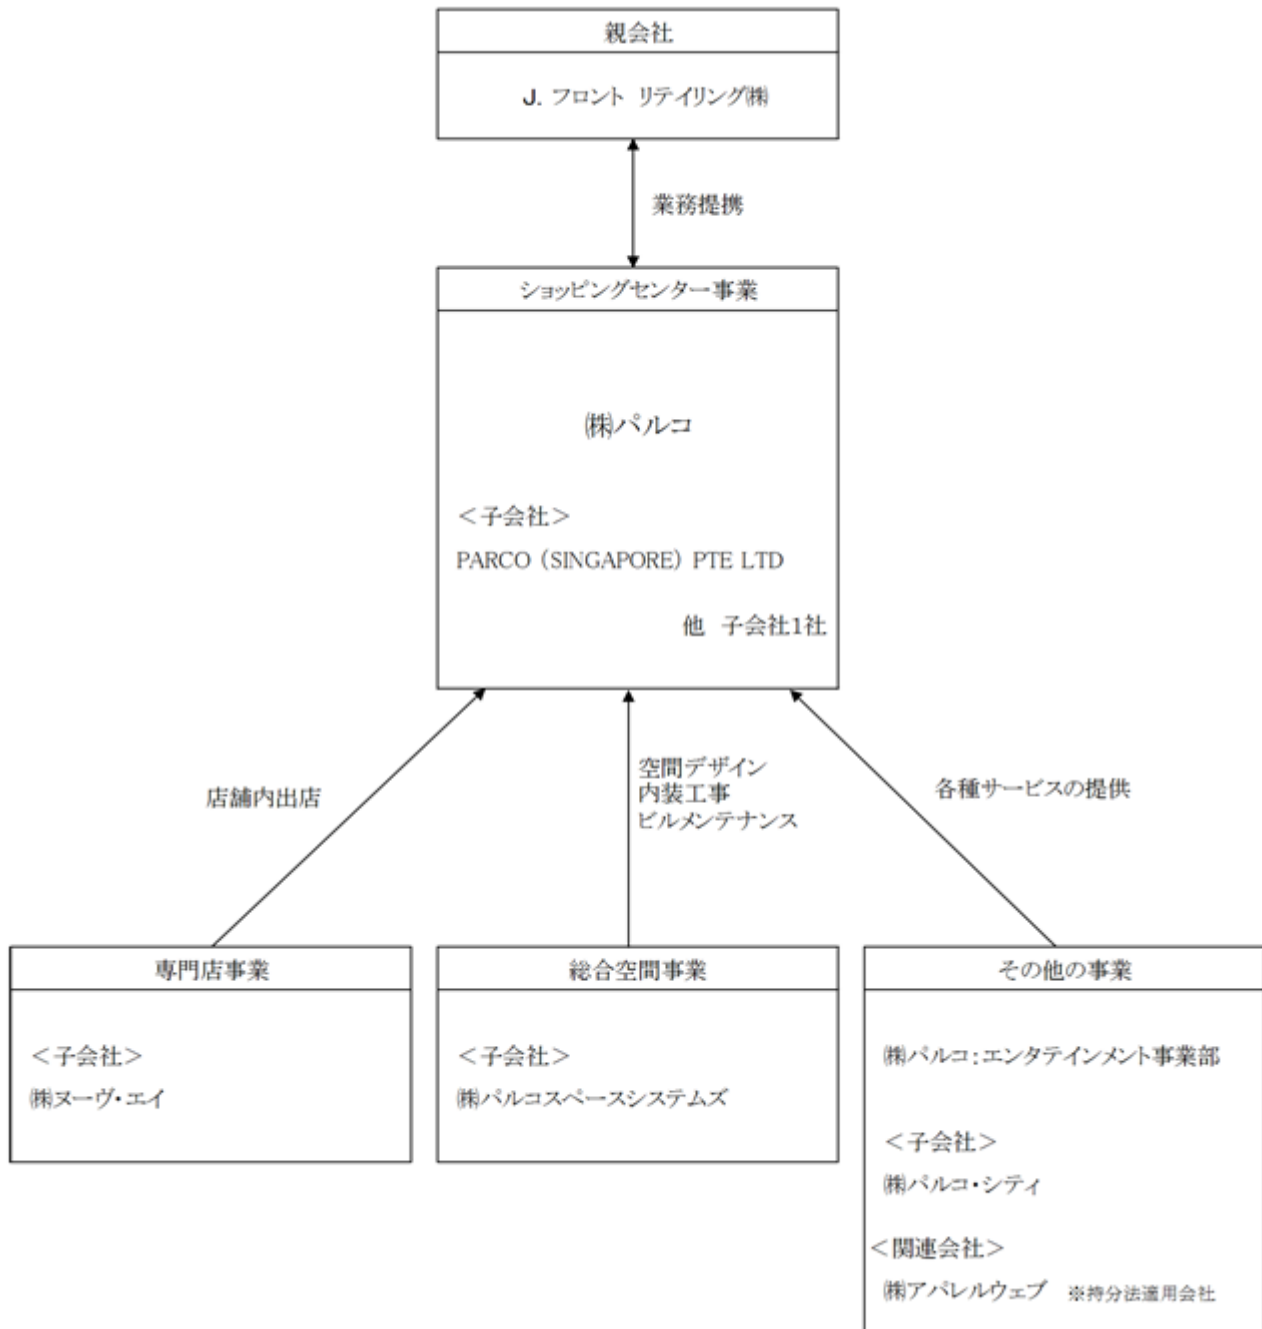 親会社
J. フロント リテイリング㈱
業務提携
ショッピングセンター事業
㈱パルコ
＜子会社＞
PARCO（SINGAPORE）PTE LTD
他 子会社1社
店舗内出店
空間デザイン
内装工事
ビルメンテナンス
各種サービスの提供
専門店事業
＜子会社＞
㈱ヌーヴ・エイ
総合空間事業
＜子会社＞
㈱パルコスペースシステムズ
その他の事業
㈱パルコ：エンタテインメント事業部
＜子会社＞
㈱パルコ・シティ
＜関連会社＞
㈱アパレルウェブ ※持分法適用会社